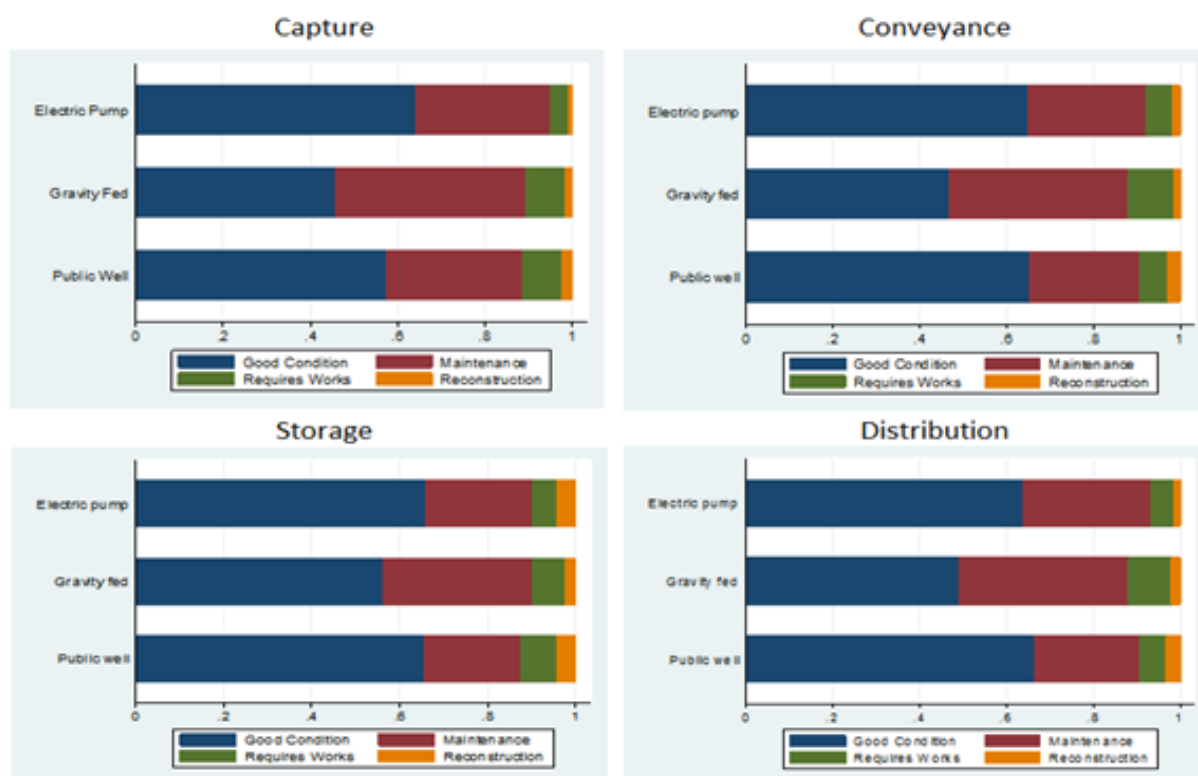 Capture
Electric Pump
Gravity Fed
Public Well
0 .2 .4 .6 .8 1
Good Condition Maintenance
Requires Works Reconstruction
Conveyance
Electric pump
Gravity fed
Public well
0 .2 .4 .6 .8 1
Good Condition Maintenance
Requires Works Reconstruction
Storage
Electric pump
Gravity fed
Public well
0 .2 .4 .6 .8 1
Good Condition Maintenance
Requires Works Reconstruction
Distribution
Electric pump
Gravity fed
Public well
0 .2 .4 .6 .8 1
Good Condition Maintenance
Requires Works Reconstruction